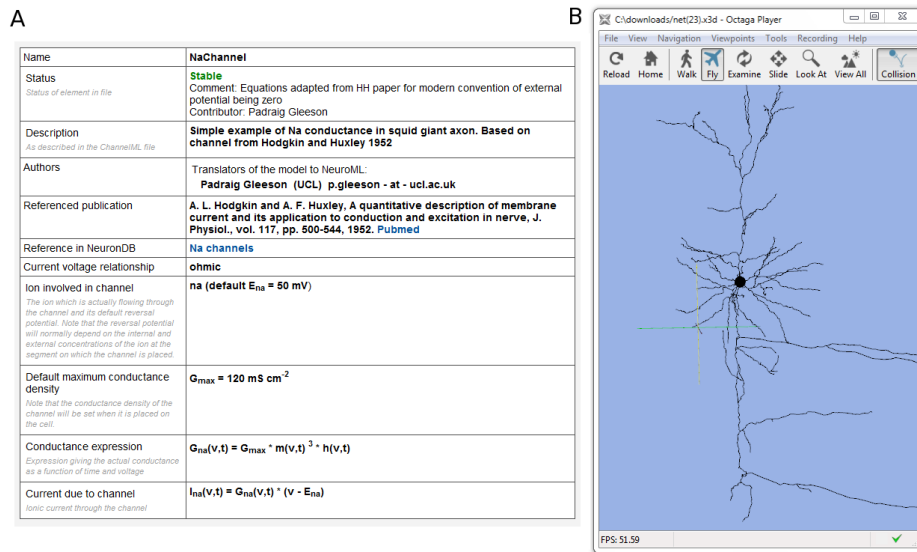 A
Name
NaChannel
Status
Status of element in file
Stable
Comment: Equations adapted from HH paper for modern convention of external
potential being zero
Contributor: Padraig Gleeson
Description
As described in the ChannelML file
Simple example of Na conductance in squid giant axon. Based on
channel from Hodgkin and Huxley 1952
Authors
Translators of the model to NeuroML:
Padraig Gleeson (UCL) p.gleeson - at - ucl.ac.uk
Referenced publication
A. L. Hodgkin and A. F. Huxley, A quantitative description of membrane
current and its application to conduction and excitation in nerve, J.
Physiol., vol. 117, pp. 500-544, 1952. Pubmed
Reference in NeuronDB
Na channels
Current voltage relationship
ohmic
Ion involved in channel
The ion which is actually flowing through
the channel and its default reversal
potential. Note that the reversal potential
will normally depend on the internal and
external concentrations of the ion at the
segment on which the channel is placed.
na (default Ena = 50 mV)
Default maximum conductance
density
Note that the conductance density of the
channel will be set when it is placed on
the cell.
Gmax = 120 mS cm-2
Conductance expression
Expression giving the actual conductance
as a function of time and voltage
Gna(v,t) = Gmax * m(v,t) 3 * h(v,t)
Current due to channel
Ionic current through the channel
Ina(v,t) = Gna(v,t) * (v - Ena)
B
C:\downloads/net(23).x3d - Octaga Player
File View Navigation Viewpoints Tools Recording Help
Reload Home Walk Fly Examine Slide Look At View All Collision
FPS: 51.59